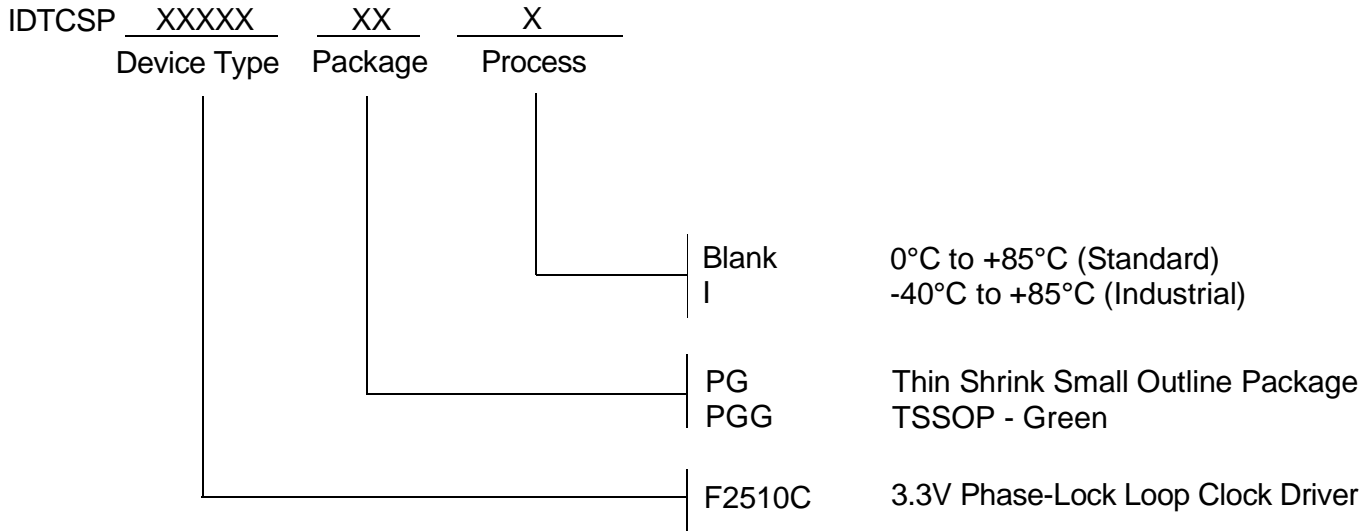 IDTCSP XXXXX XX X
Device Type Package Process
Blank 0°C to +85°C (Standard)
I -40°C to +85°C (Industrial)
PG Thin Shrink Small Outline Package
PGG TSSOP - Green
F2510C 3.3V Phase-Lock Loop Clock Driver